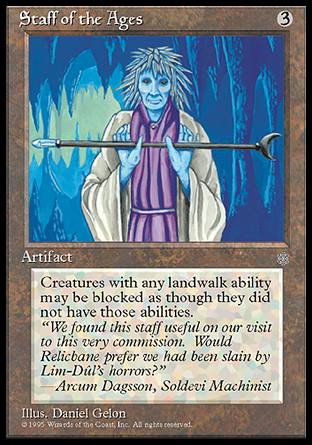 Staff of the Ages 3
Artifact
Creatures with any landwalk ability
may be blocked as though they did
not have those abilities.
“We found this staff useful on our visit
to this very commission. Would
Relicbane prefer we had been slain by
Lim-Dûl’s horrors?”
—Arcum Dagsson, Soldevi Machinist
Illus. Daniel Gelon
© 1995 Wizards of the Coast, Inc. All rights reserved.